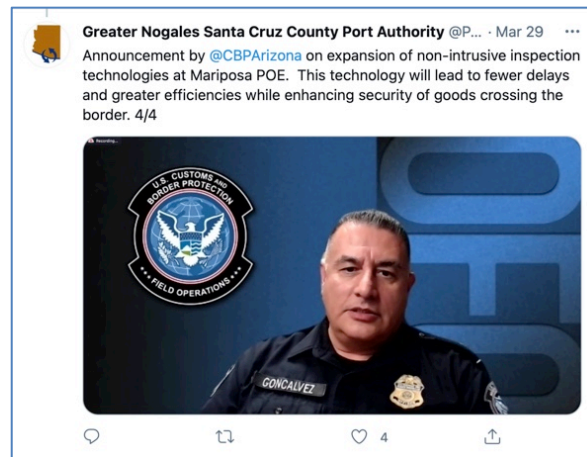 Greater Nogales Santa Cruz County Port Authority @P... · Mar 29 ···
Announcement by @CBPArizona on expansion of non-intrusive inspection
technologies at Mariposa POE.  This technology will lead to fewer delays
and greater efficiencies while enhancing security of goods crossing the
border. 4/4
Recording...
U.S. CUSTOMS AND
BORDER PROTECTION
FIELD OPERATIONS
OFO
GONCALVEZ
4